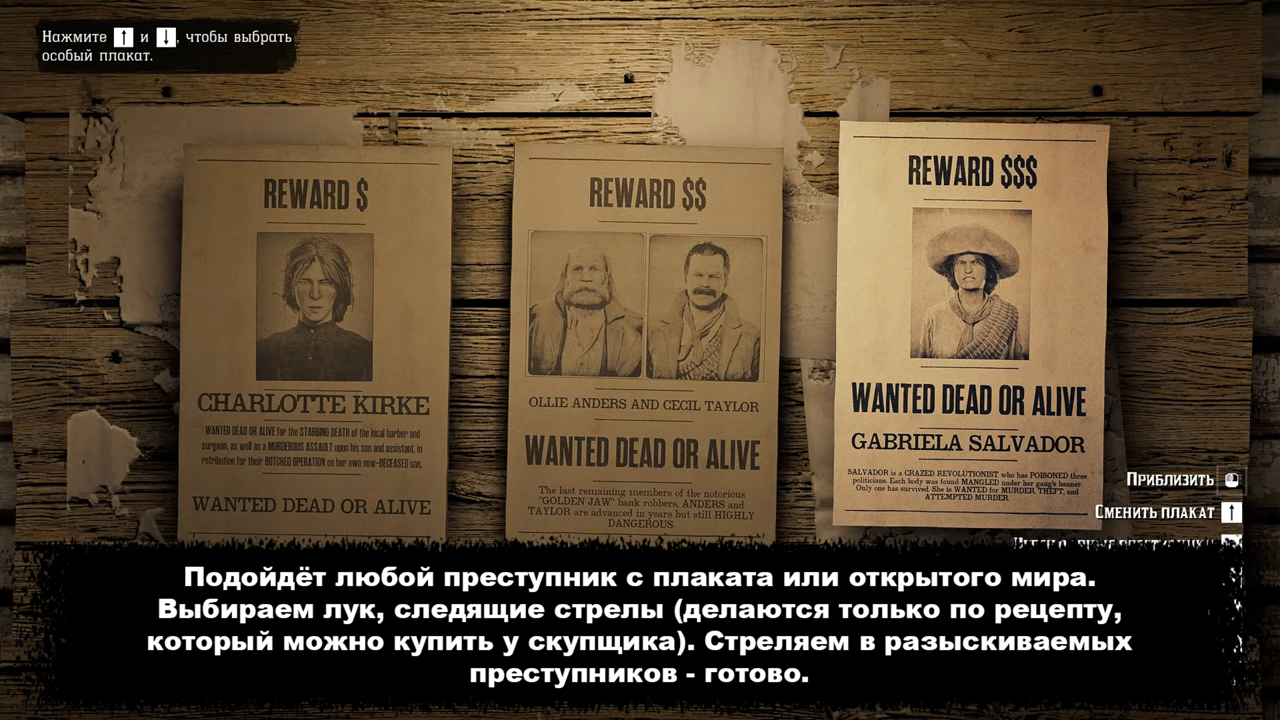 Нажмите ↑ и ↓, чтобы выбрать
особый плакат.
REWARD $
CHARLOTTE KIRKE
WANTED DEAD OR ALIVE for the STABBING DEATH of the local barber and
surgeon, as well as a MURDEROUS ASSAULT upon his son and assistant, in
retribution for their BOTCHED OPERATION on her own now-DECEASED son.
WANTED DEAD OR ALIVE
REWARD $$
OLLIE ANDERS AND CECIL TAYLOR
WANTED DEAD OR ALIVE
The last remaining members of the notorious
"GOLDEN JAW" bank robbers, ANDERS and
TAYLOR are advanced in years but still HIGHLY
DANGEROUS.
REWARD $$$
WANTED DEAD OR ALIVE
GABRIELA SALVADOR
SALVADOR is a CRAZED REVOLUTIONIST who has POISONED three
politicians. Each body was found MANGLED under her gang's banner.
Only one has survived. She is WANTED for MURDER, THEFT, and
ATTEMPTED MURDER.
Приблизить
Сменить плакат ↑
Подойдёт любой преступник с плаката или открытого мира.
Выбираем лук, следящие стрелы (делаются только по рецепту,
который можно купить у скупщика). Стреляем в разыскиваемых
преступников - готово.